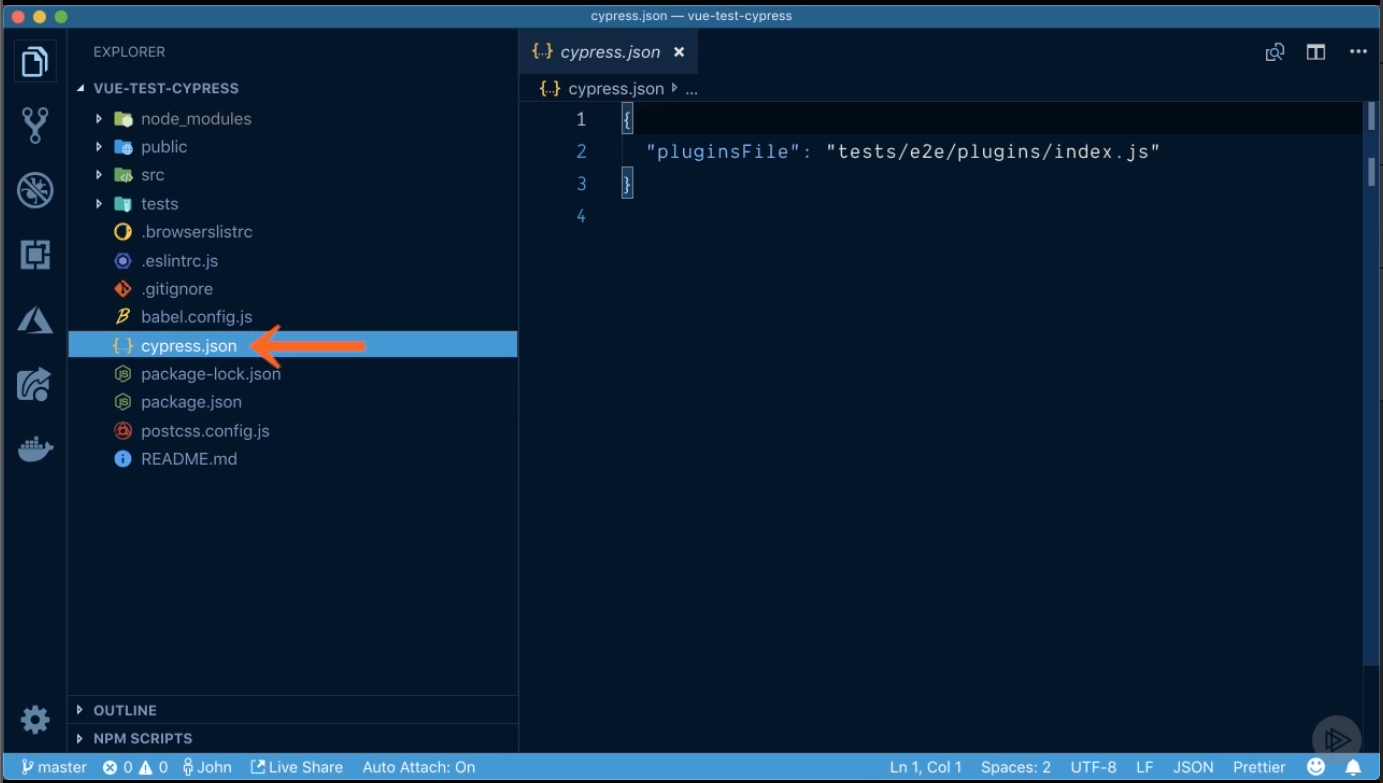 cypress.json — vue-test-cypress
EXPLORER
VUE-TEST-CYPRESS
node_modules
public
src
tests
.browserslistrc
.eslintrc.js
.gitignore
babel.config.js
cypress.json
package-lock.json
package.json
postcss.config.js
README.md
OUTLINE
NPM SCRIPTS
{..} cypress.json ×
{..} cypress.json ...
1 {
2 "pluginsFile": "tests/e2e/plugins/index.js"
3 }
4
master 0 0 John Live Share Auto Attach: On Ln 1, Col 1 Spaces: 2 UTF-8 LF JSON Prettier